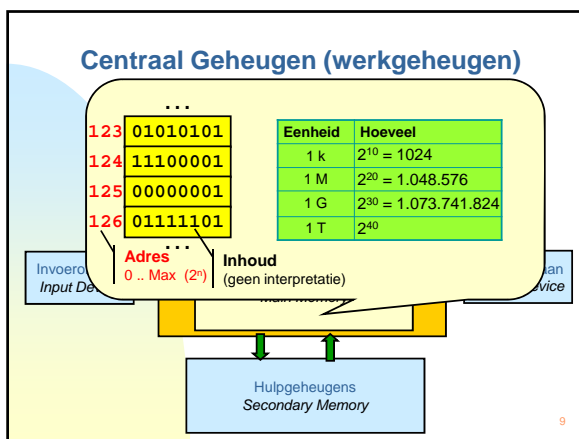 Centraal Geheugen (werkgeheugen)
...
123 01010101
124 11100001
125 00000001
126 01111101
...
Adres
0 .. Max (2ⁿ)
Inhoud
(geen interpretatie)
Eenheid Hoeveel
1 k 2¹⁰ = 1024
1 M 2²⁰ = 1.048.576
1 G 2³⁰ = 1.073.741.824
1 T 2⁴⁰
Input
Main Memory
Hulpgeheugens
Secondary Memory
9